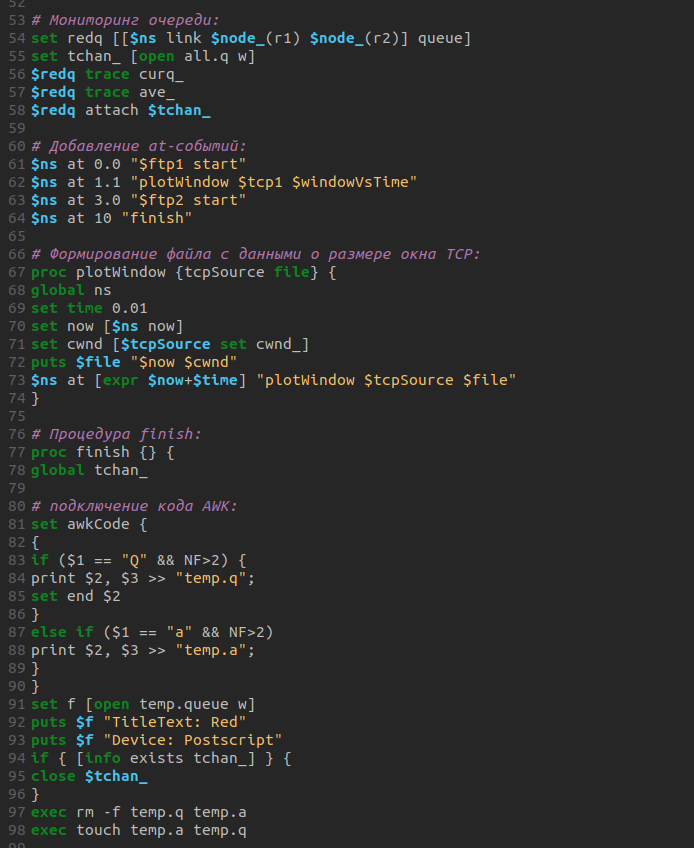 52
53 # Мониторинг очереди:
54 set redq [[$ns link $node_(r1) $node_(r2)] queue]
55 set tchan_ [open all.q w]
56 $redq trace curq_
57 $redq trace ave_
58 $redq attach $tchan_
59
60 # Добавление at-событий:
61 $ns at 0.0 "$ftp1 start"
62 $ns at 1.1 "plotWindow $tcp1 $windowVsTime"
63 $ns at 3.0 "$ftp2 start"
64 $ns at 10 "finish"
65
66 # Формирование файла с данными о размере окна TCP:
67 proc plotWindow {tcpSource file} {
68 global ns
69 set time 0.01
70 set now [$ns now]
71 set cwnd [$tcpSource set cwnd_]
72 puts $file "$now $cwnd"
73 $ns at [expr $now+$time] "plotWindow $tcpSource $file"
74 }
75
76 # Процедура finish:
77 proc finish {} {
78 global tchan_
79
80 # подключение кода AWK:
81 set awkCode {
82 {
83 if ($1 == "Q" && NF>2) {
84 print $2, $3 >> "temp.q";
85 set end $2
86 }
87 else if ($1 == "a" && NF>2)
88 print $2, $3 >> "temp.a";
89 }
90 }
91 set f [open temp.queue w]
92 puts $f "TitleText: Red"
93 puts $f "Device: Postscript"
94 if { [info exists tchan_] } {
95 close $tchan_
96 }
97 exec rm -f temp.q temp.a
98 exec touch temp.a temp.q
99